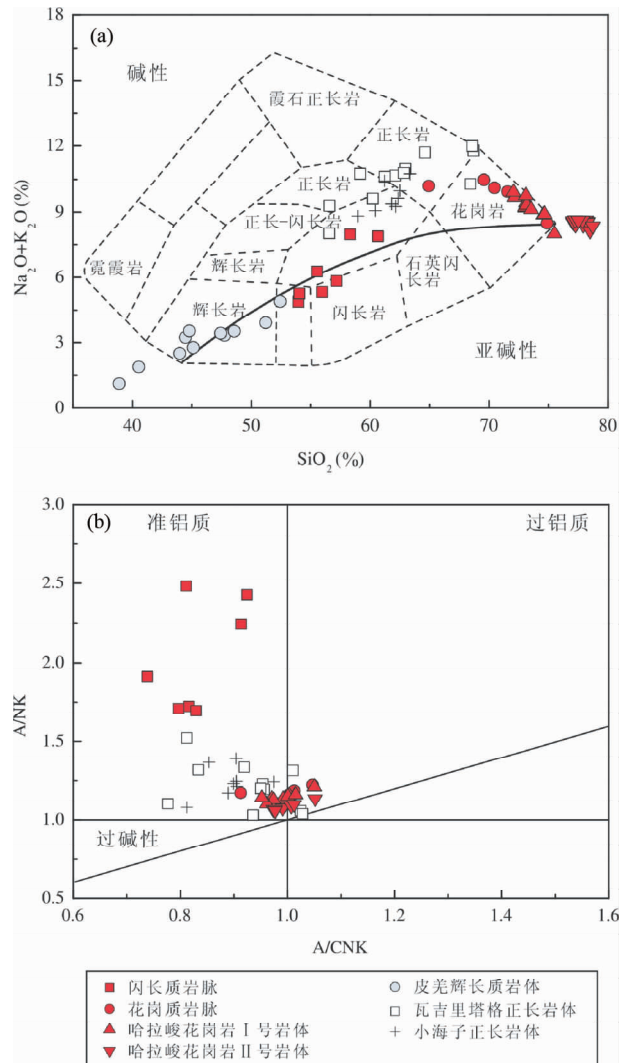 (a)
碱性
霞石正长岩
正长岩
正长岩
正长-闪长岩
花岗岩
霓霞岩
辉长岩
石英闪
长岩
辉长岩
闪长岩
亚碱性
18
15
12
9
6
3
0
Na2O+K2O (%)
40
50
60
70
80
SiO2 (%)
(b)
准铝质
过铝质
过碱性
3.0
2.5
2.0
1.5
1.0
0.5
A/NK
0.6
0.8
1.0
1.2
1.4
1.6
A/CNK
闪长质岩脉
花岗质岩脉
哈拉峻花岗岩Ⅰ号岩体
哈拉峻花岗岩Ⅱ号岩体
皮羌辉长质岩体
瓦吉里塔格正长岩体
小海子正长岩体